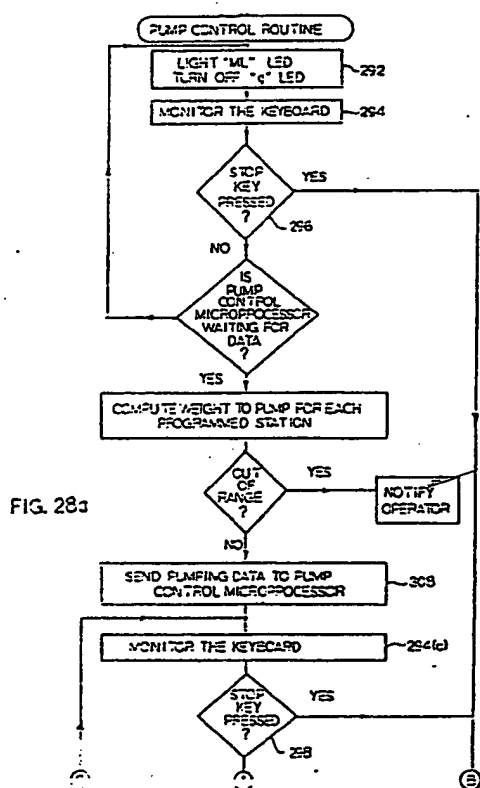 PUMP CONTROL ROUTINE
LIGHT "ML" LED
TURN OFF "g" LED
292
MONITOR THE KEYBOARD
294
STOP
KEY
PRESSED
?
YES
296
NO
IS
PUMP
CONTROL
MICROPROCESSOR
WAITING FOR
DATA
?
YES
COMPUTE WEIGHT TO PUMP FOR EACH
PROGRAMMED STATION
OUT
OF
RANGE
?
YES
NOTIFY
OPERATOR
FIG. 28a
NO
SEND PUMPING DATA TO PUMP
CONTROL MICROPROCESSOR
308
MONITOR THE KEYBOARD
294(a)
STOP
KEY
PRESSED
?
YES
298
B